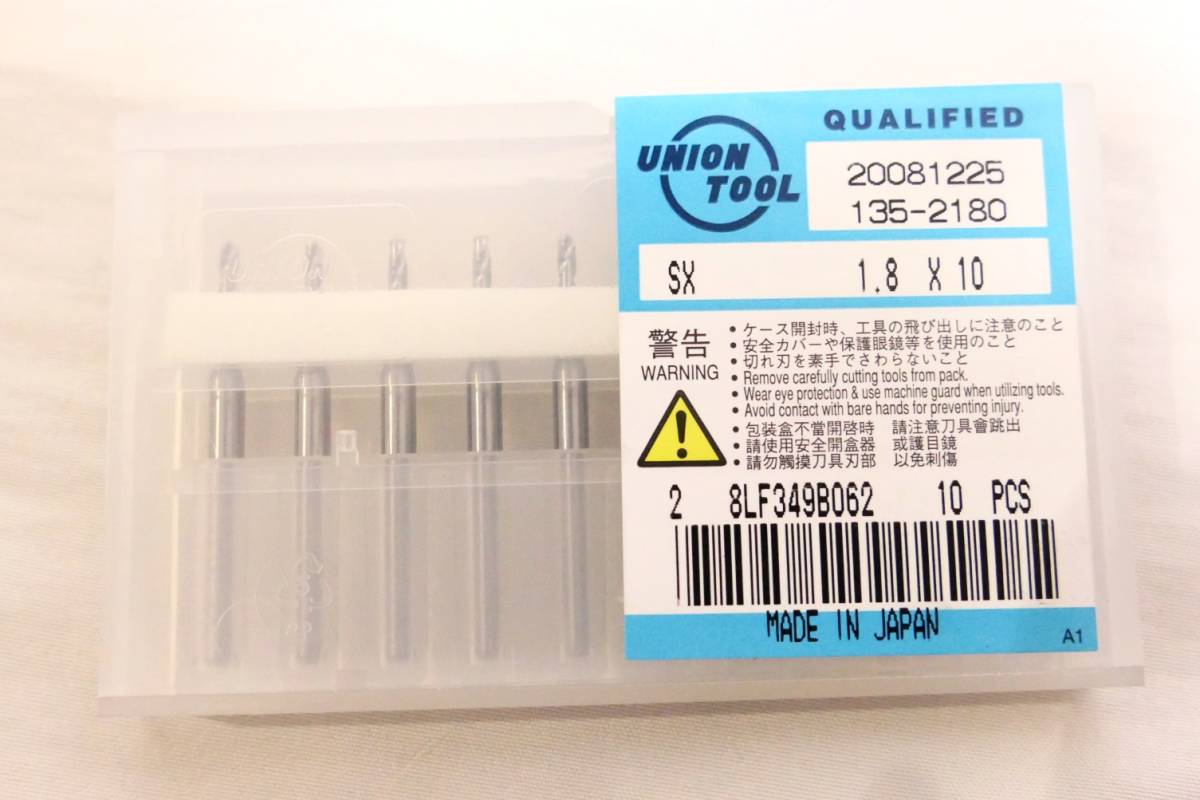 UNION TOOL
QUALIFIED
20081225
135-2180
SX 1.8 X 10
警告
WARNING
• ケース開封時、工具の飛び出しに注意のこと
• 安全カバーや保護眼鏡等を使用のこと
• 切れ刃を素手でさわらないこと
• Remove carefully cutting tools from pack.
• Wear eye protection & use machine guard when utilizing tools.
• Avoid contact with bare hands for preventing injury.
• 包装盒不當開啓時 請注意刀具會跳出
• 請使用安全開盒器 或護目鏡
• 請勿觸摸刀具刃部 以免刺傷
2 8LF349B062 10 PCS
MADE IN JAPAN
A1